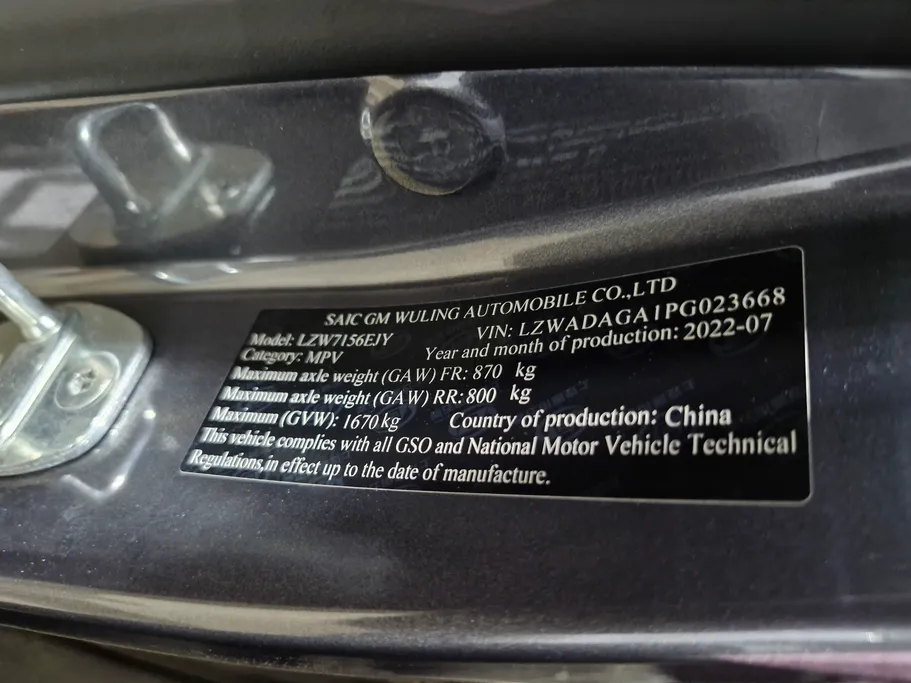 SAIC GM WULING AUTOMOBILE CO.,LTD
Model: LZW7156EJY VIN: LZWADAGA1PG023668
Category: MPV Year and month of production: 2022-07
Maximum axle weight (GAW) FR: 870 kg
Maximum axle weight (GAW) RR: 800 kg
Maximum (GVW): 1670 kg Country of production: China
This vehicle complies with all GSO and National Motor Vehicle Technical
Regulations,in effect up to the date of manufacture.